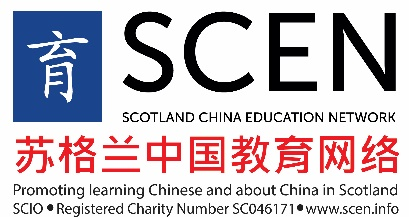 育
SCEN
SCOTLAND CHINA EDUCATION NETWORK
苏格兰中国教育网络
Promoting learning Chinese and about China in Scotland
SCIO ● Registered Charity Number SC046171 ● www.scen.info